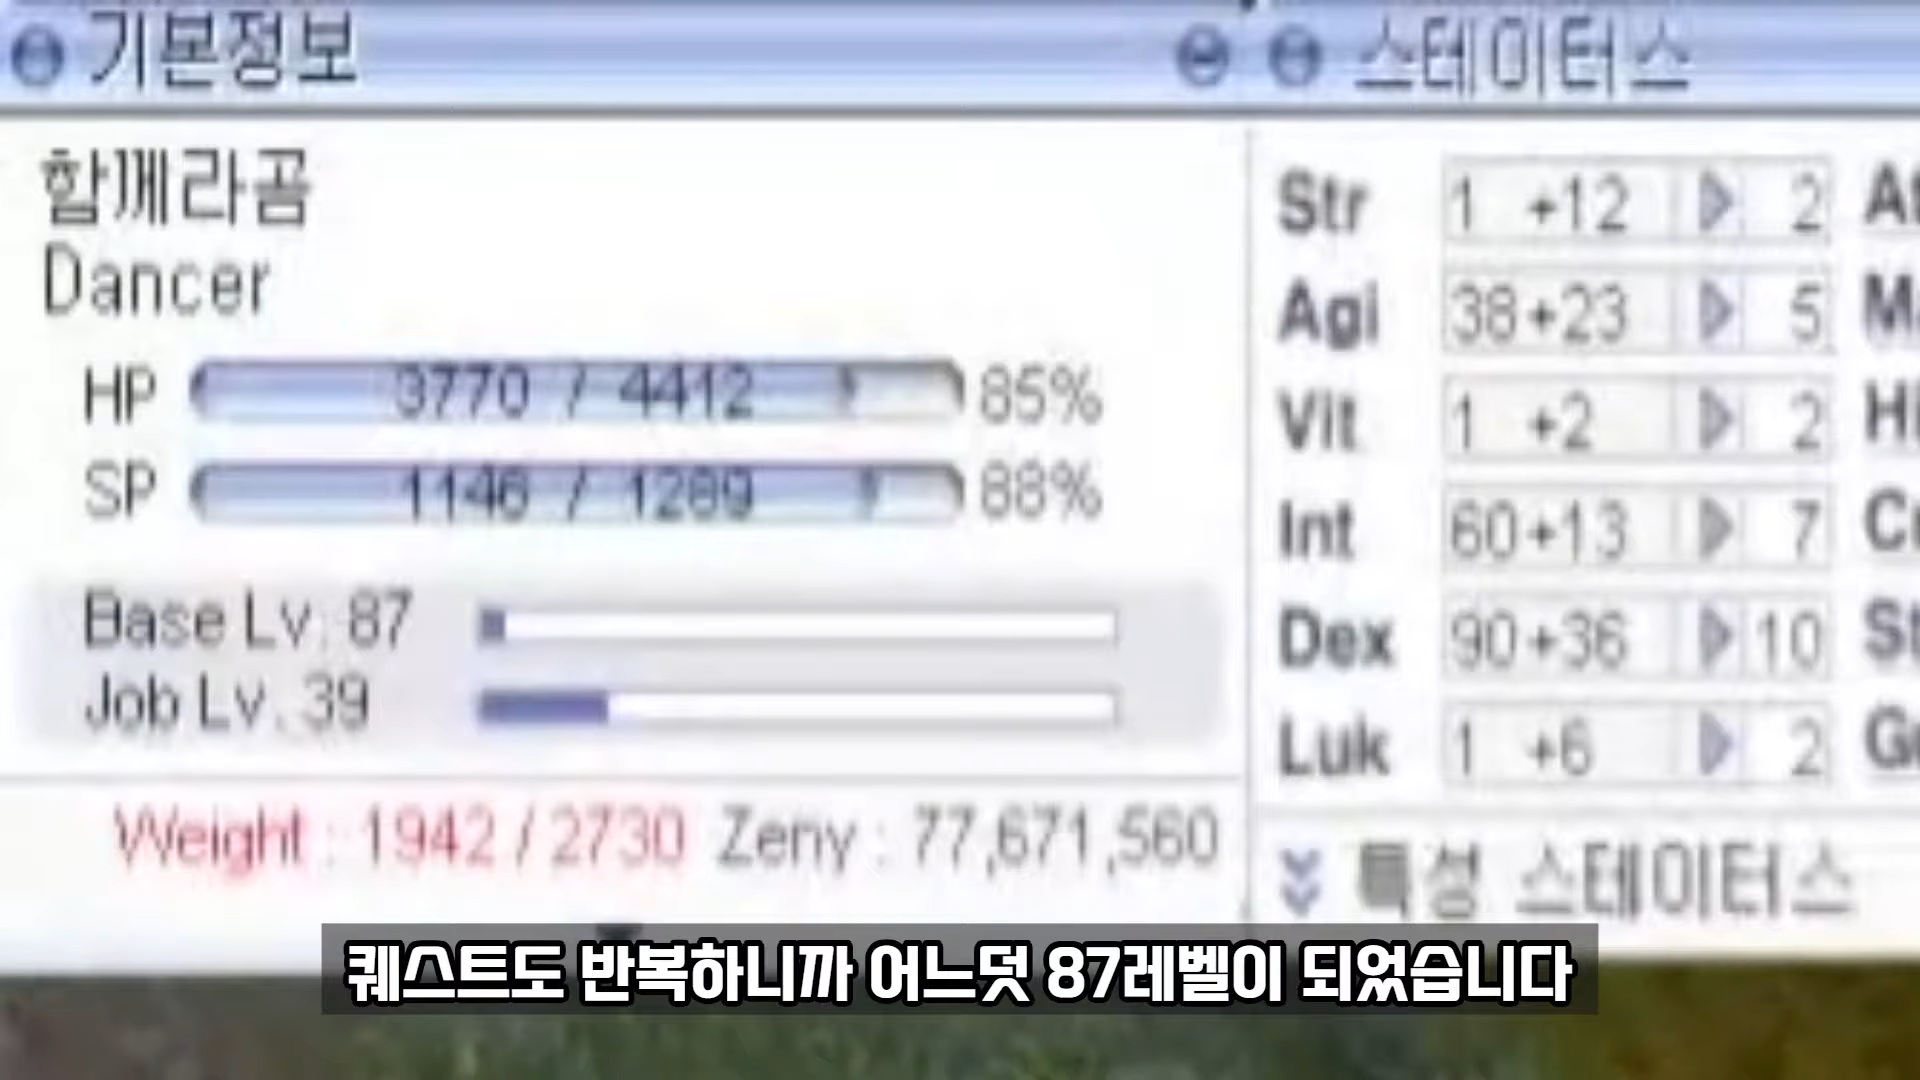 기본정보
함께라곰
Dancer
HP 3770 / 4412 85%
SP 1146 / 1289 88%
Base Lv. 87
Job Lv. 39
Weight : 1942 / 2730 Zeny : 77,671,560
스테이터스
Str 1 +12 2
Agi 38+23 5
Vit 1 +2 2
Int 60+13 7
Dex 90+36 10
Luk 1 +6 2
특성 스테이터스
퀘스트도 반복하니까 어느덧 87레벨이 되었습니다